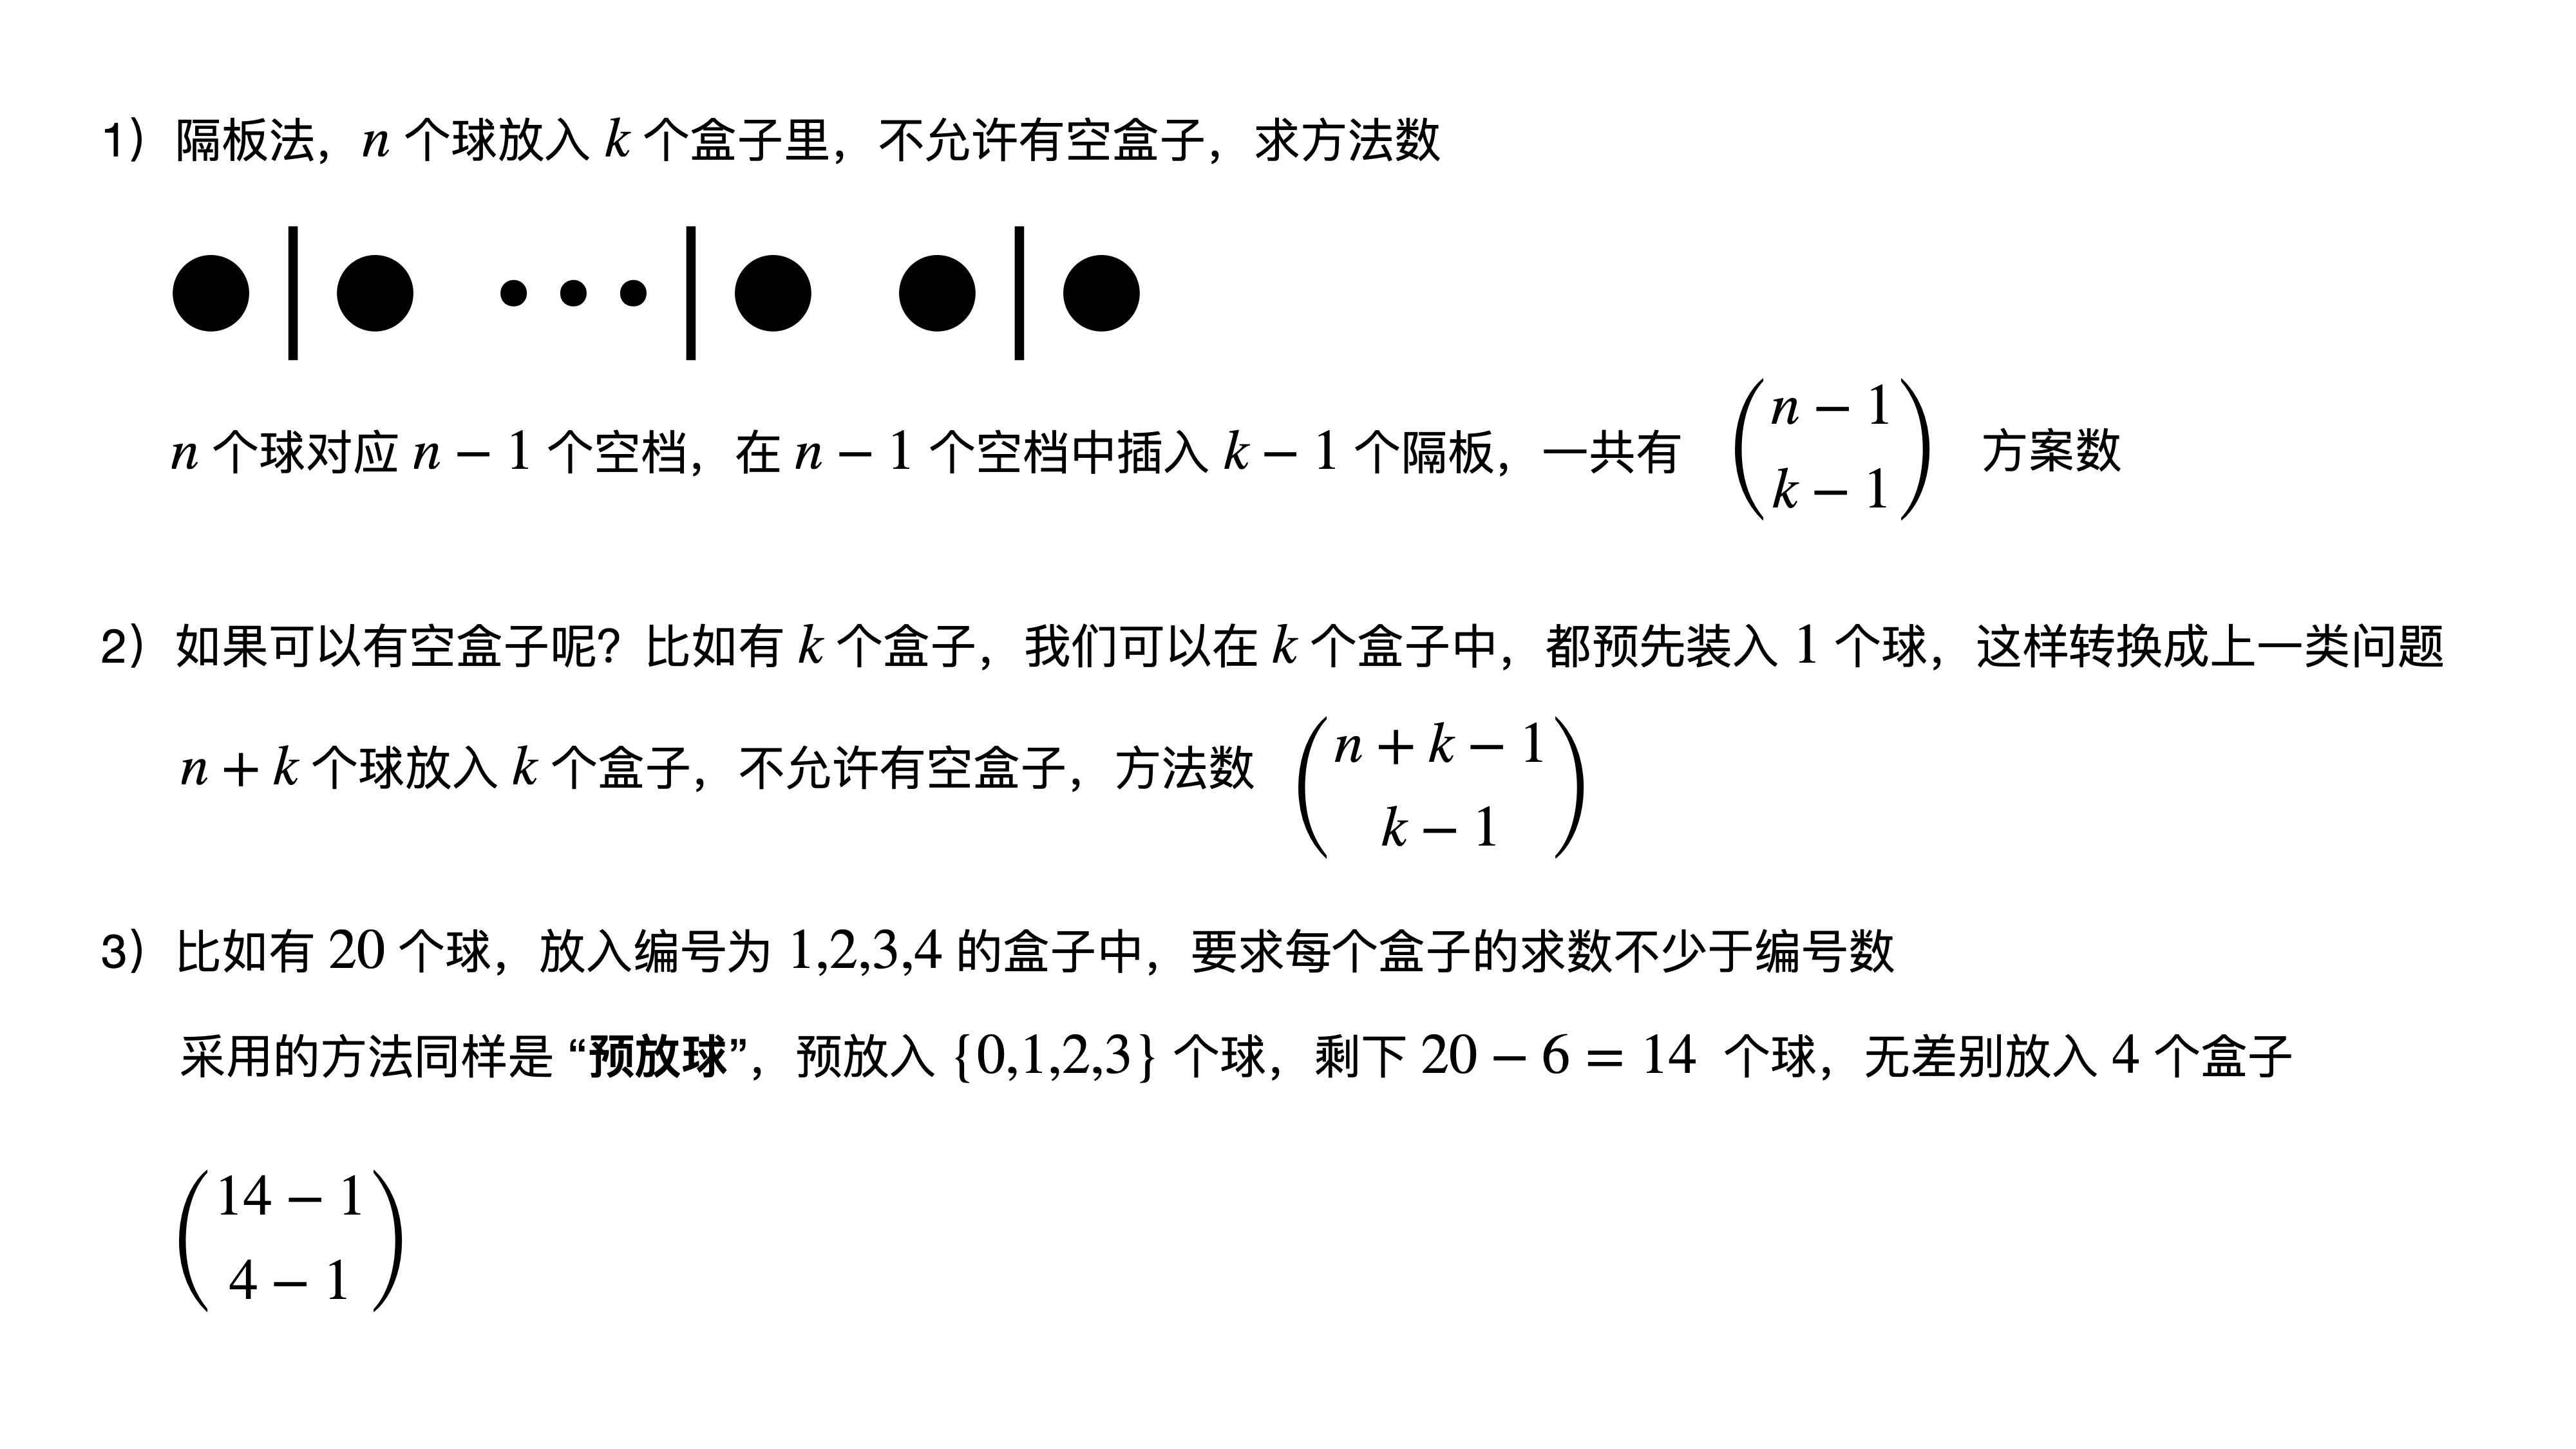 1）隔板法，n 个球放入 k 个盒子里，不允许有空盒子，求方法数
n 个球对应 n − 1 个空档，在 n − 1 个空档中插入 k − 1 个隔板，一共有 (n − 1 k − 1) 方案数
2）如果可以有空盒子呢？比如有 k 个盒子，我们可以在 k 个盒子中，都预先装入 1 个球，这样转换成上一类问题
n + k 个球放入 k 个盒子，不允许有空盒子，方法数 (n + k − 1 k − 1)
3）比如有 20 个球，放入编号为 1,2,3,4 的盒子中，要求每个盒子的求数不少于编号数
采用的方法同样是 “预放球”，预放入 {0,1,2,3} 个球，剩下 20 − 6 = 14 个球，无差别放入 4 个盒子
(14 − 1 4 − 1)